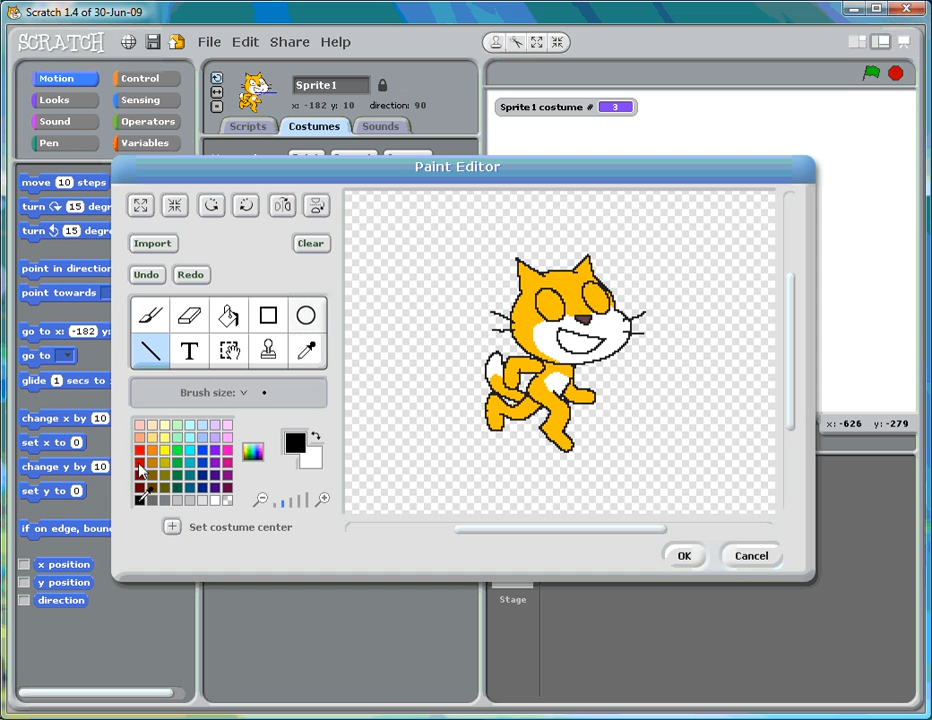 Scratch 1.4 of 30-Jun-09
SCRATCH File Edit Share Help
Motion Control
Looks Sensing
Sound Operators
Pen Variables
Sprite1
x: -182 y: 10 direction: 90
Scripts Costumes Sounds
Sprite1 costume # 3
Paint Editor
move 10 steps
turn 15 degr
turn 15 degr
point in direction
point towards
go to x: -182 y:
go to
glide 1 secs to
change x by 10
set x to 0
change y by 10
set y to 0
if on edge, boun
x position
y position
direction
Import Clear
Undo Redo
T
Brush size:
Set costume center
OK Cancel
x: -626 y: -279
Stage